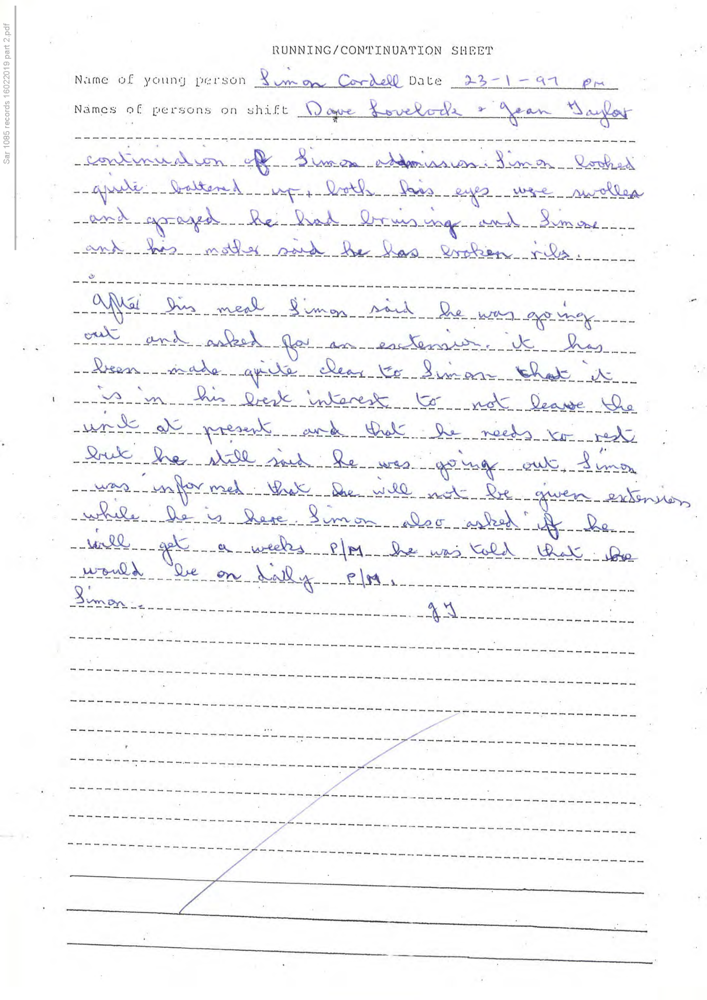 Sar 1085 records 16022019 part 2.pdf
RUNNING/CONTINUATION SHEET
Name of young person Simon Cordell Date 23-1-97 PM
Names of persons on shift Dave Lovelock & Jean Taylor
continuation of Simon admission. Simon looked
quite battered up, both his eyes were swollen
and grazed he had bruising and Simon
and his mother said he has broken ribs.
After his meal Simon said he was going
out and asked for an extension. it has
been made quite clear to Simon that it
is in his best interest to not leave the
unit at present and that he needs to rest
but he still said he was going out, Simon
was informed that he will not be given extension
while he is here. Simon also asked if he
will get a weeks P/M he was told that he
would be on daily P/M.
Simon - JT